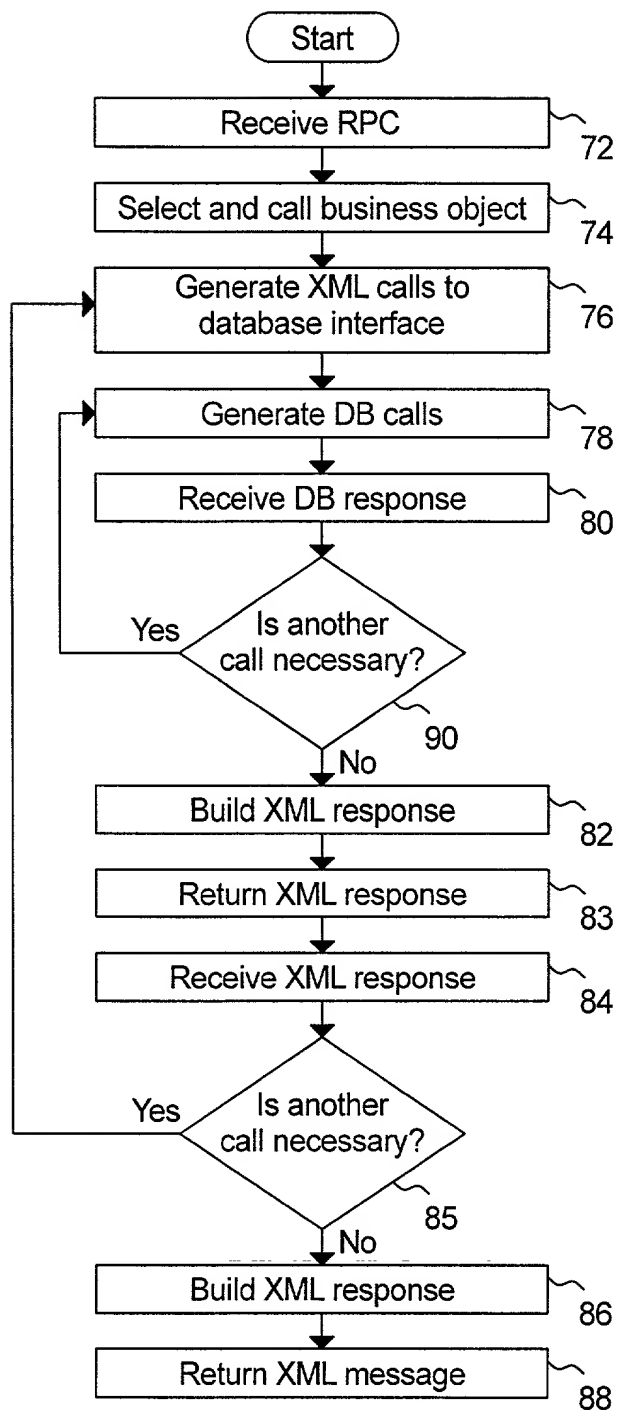 Start
Receive RPC
72
Select and call business object
74
Generate XML calls to
database interface
76
Generate DB calls
78
Receive DB response
80
Yes
Is another
call necessary?
90
No
Build XML response
82
Return XML response
83
Receive XML response
84
Yes
Is another
call necessary?
85
No
Build XML response
86
Return XML message
88